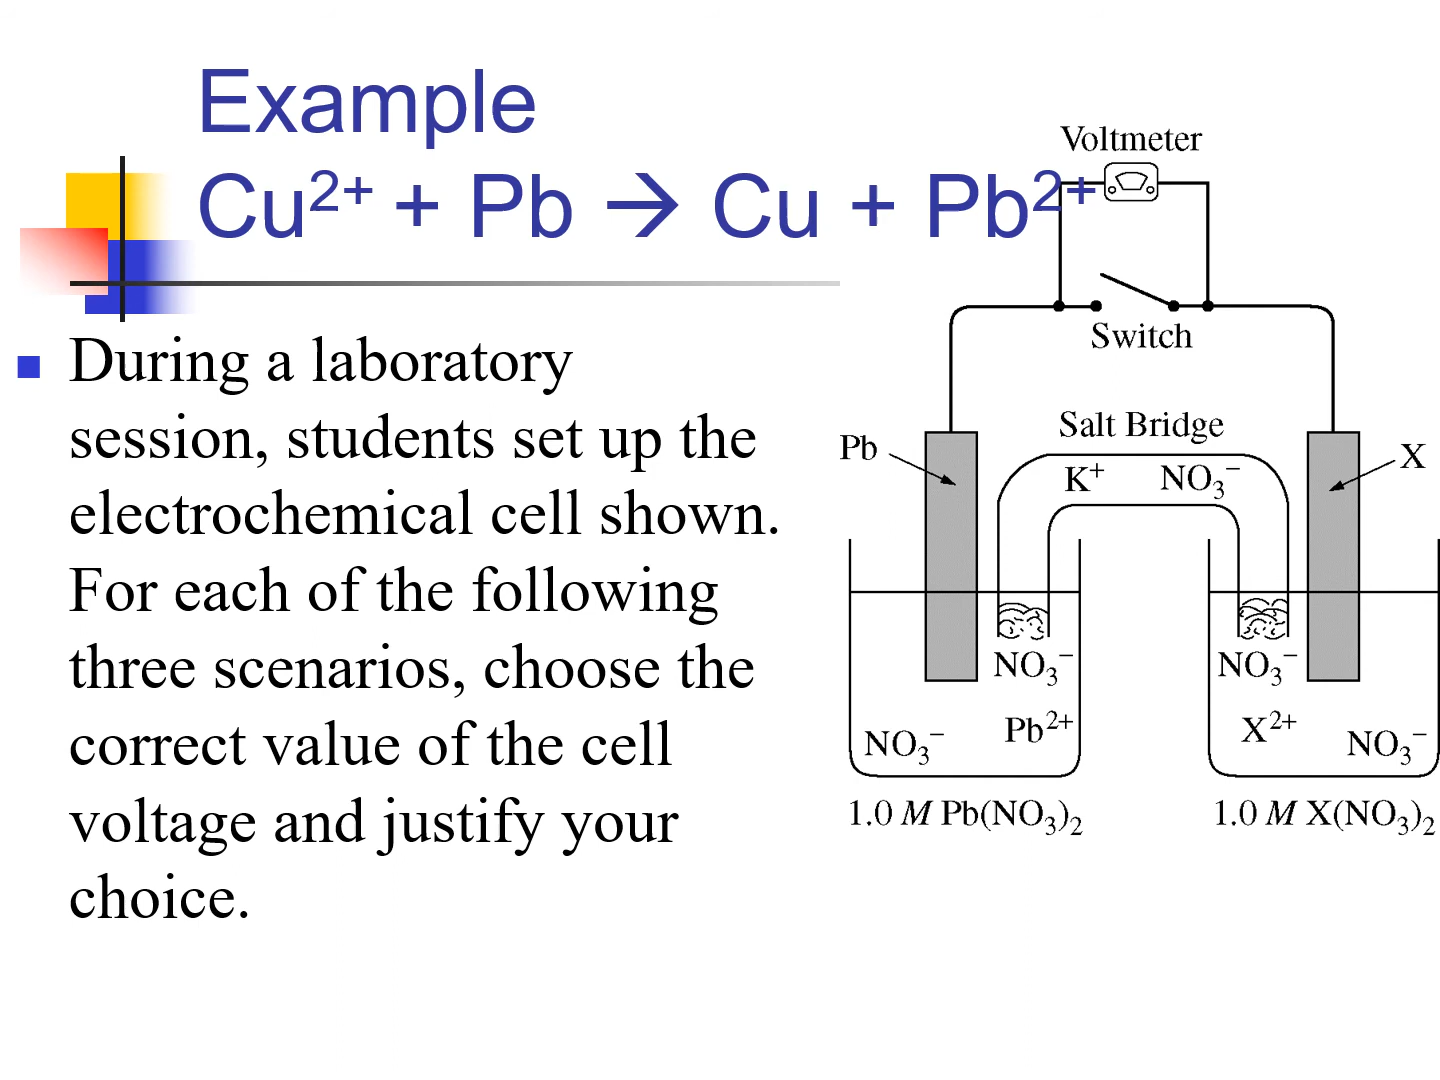 Example
Cu²⁺ + Pb → Cu + Pb²⁺
During a laboratory
session, students set up the
electrochemical cell shown.
For each of the following
three scenarios, choose the
correct value of the cell
voltage and justify your
choice.
Voltmeter
Switch
Salt Bridge
Pb
K⁺ NO₃⁻
X
NO₃⁻
NO₃⁻
NO₃⁻ Pb²⁺
X²⁺ NO₃⁻
1.0 M Pb(NO₃)₂
1.0 M X(NO₃)₂